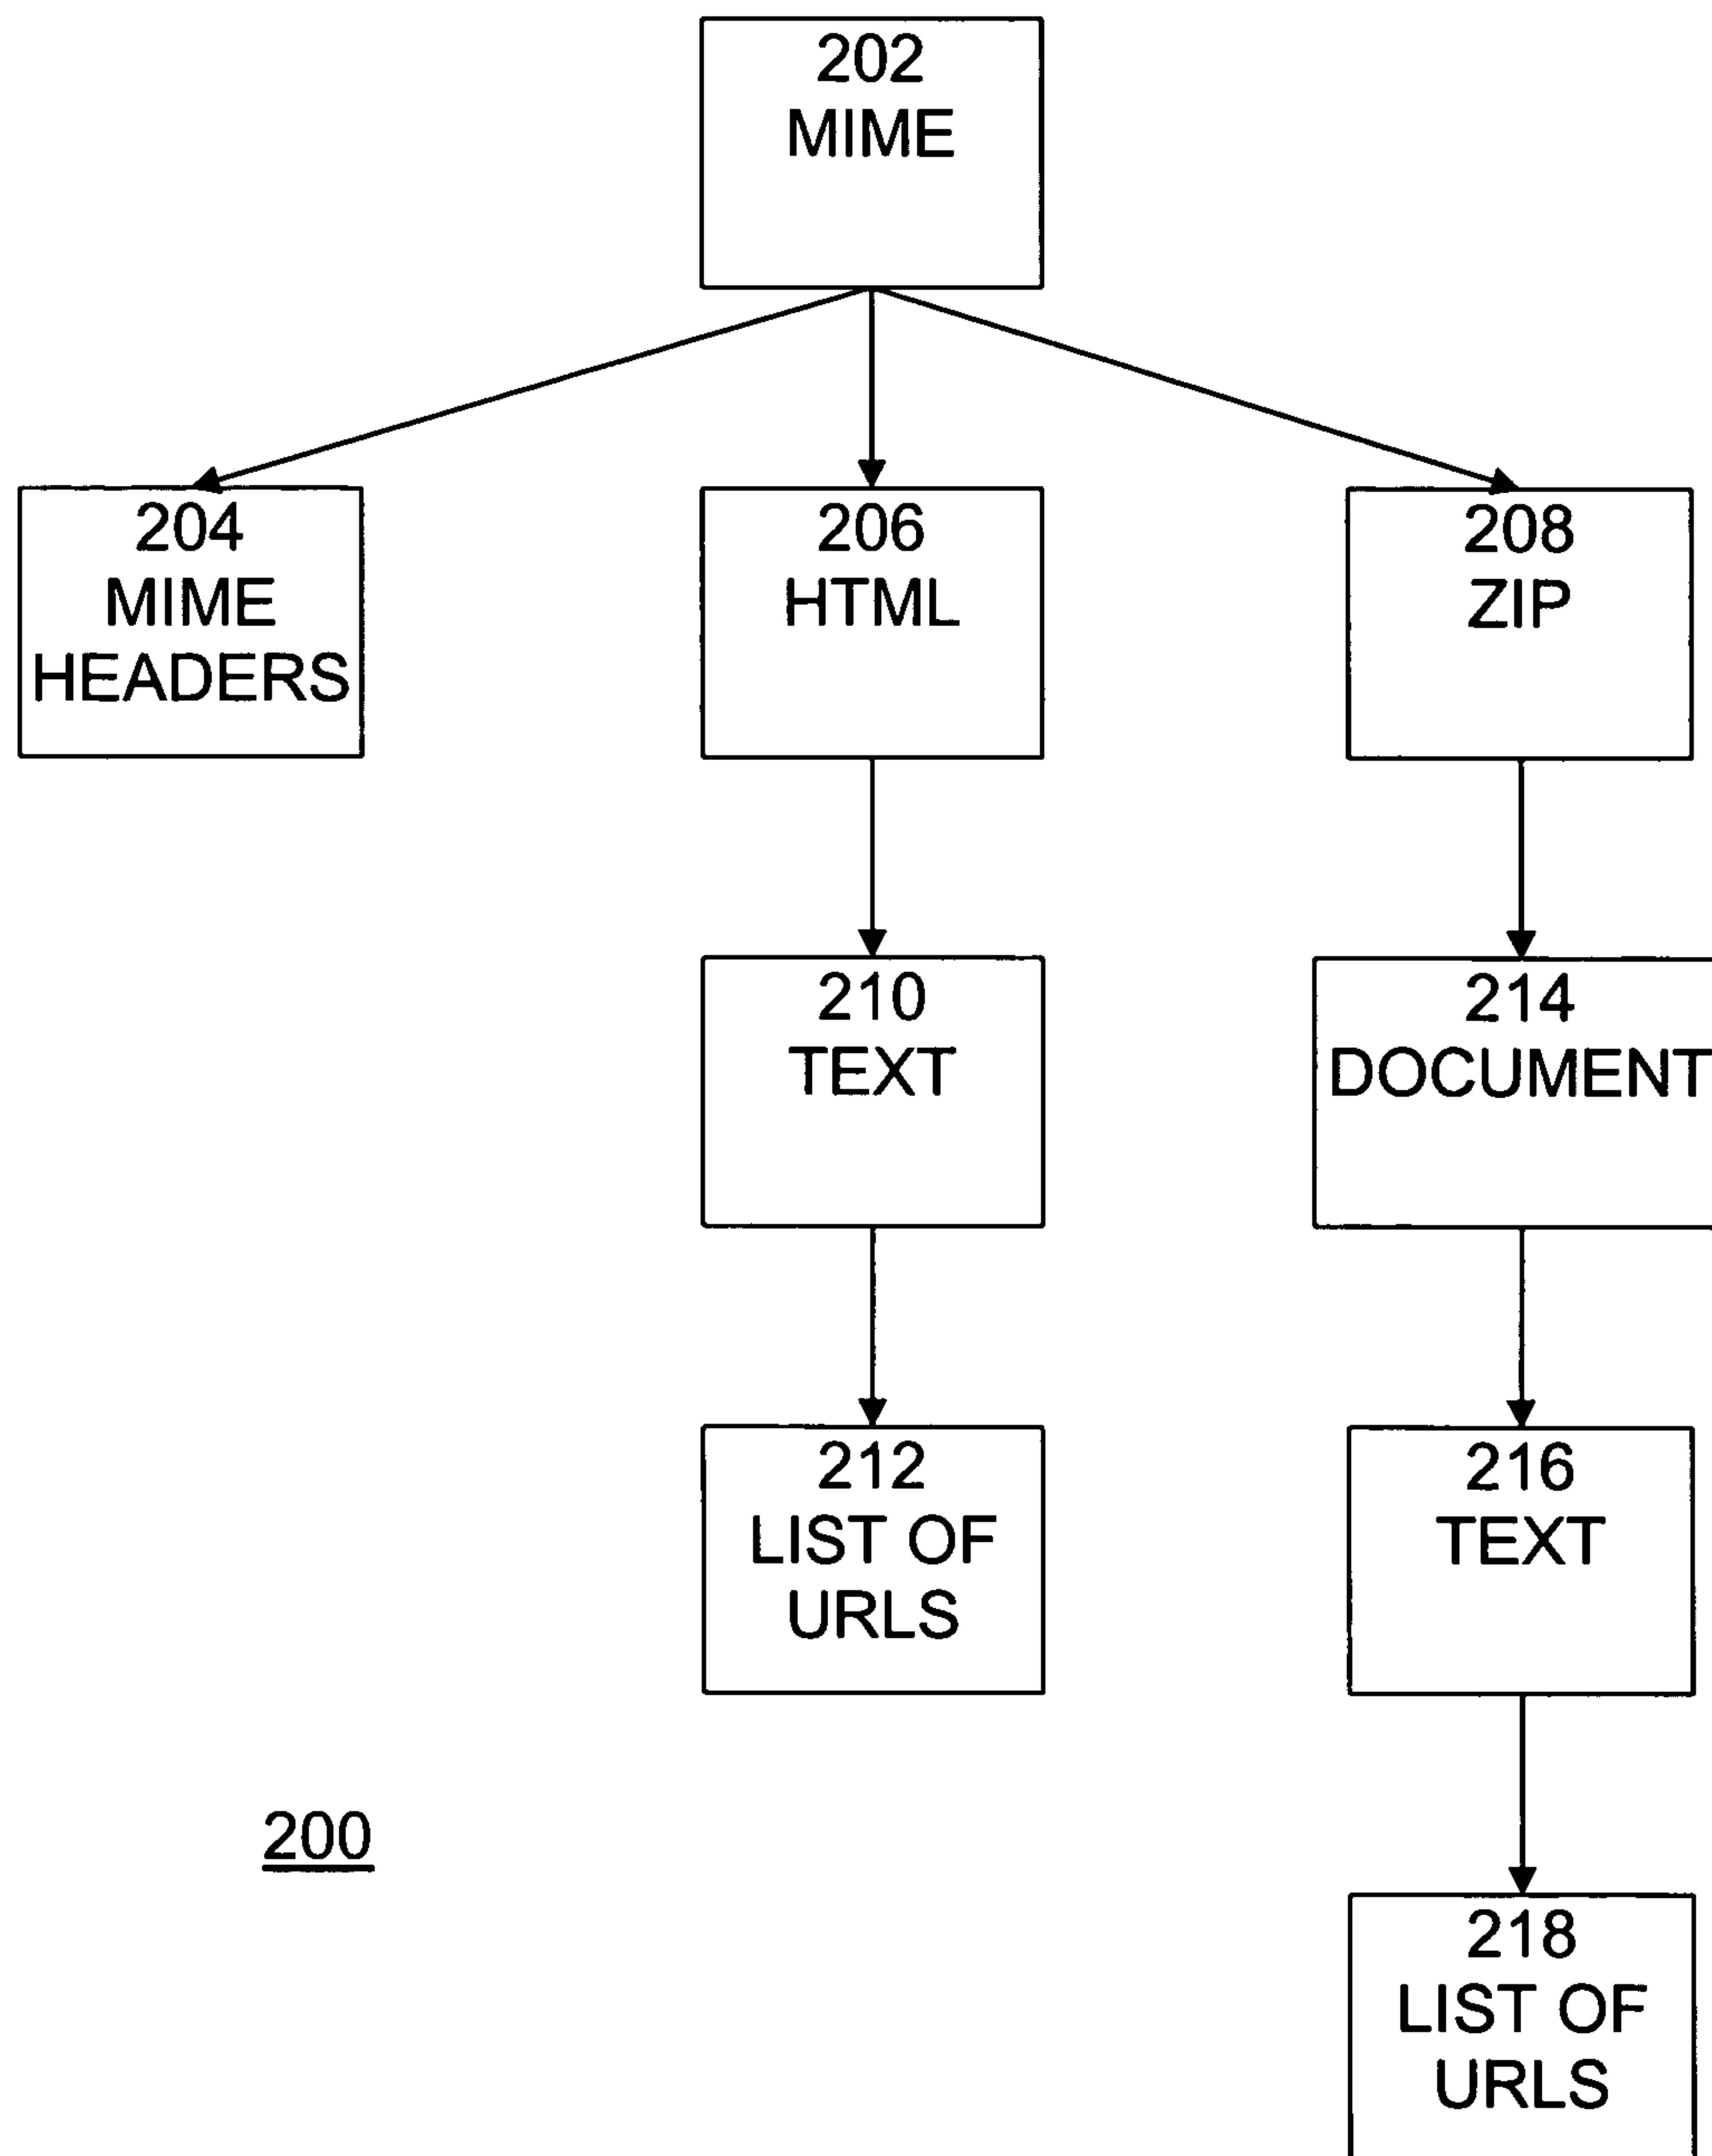 202
MIME
204
MIME
HEADERS
206
HTML
208
ZIP
210
TEXT
214
DOCUMENT
212
LIST OF
URLS
216
TEXT
200
218
LIST OF
URLS